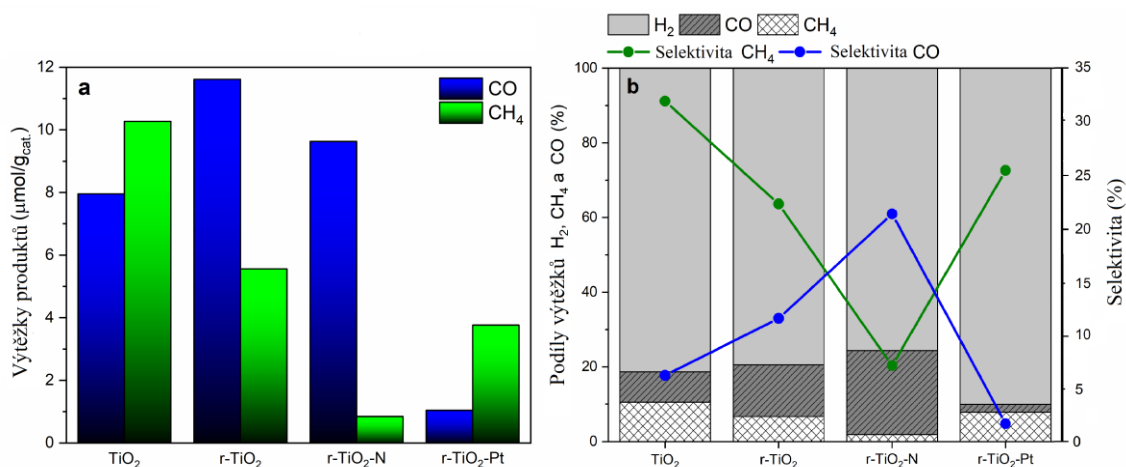 a
CO
CH₄
Výtěžky produktů (μmol/g_cat.)
12
10
8
6
4
2
0
TiO₂ r-TiO₂ r-TiO₂-N r-TiO₂-Pt
H₂ CO CH₄
Selektivita CH₄ Selektivita CO
b
Podíly výtěžků H₂, CH₄ a CO (%)
100
80
60
40
20
0
35
30
25
20
15
10
5
0
Selektivita (%)
TiO₂ r-TiO₂ r-TiO₂-N r-TiO₂-Pt